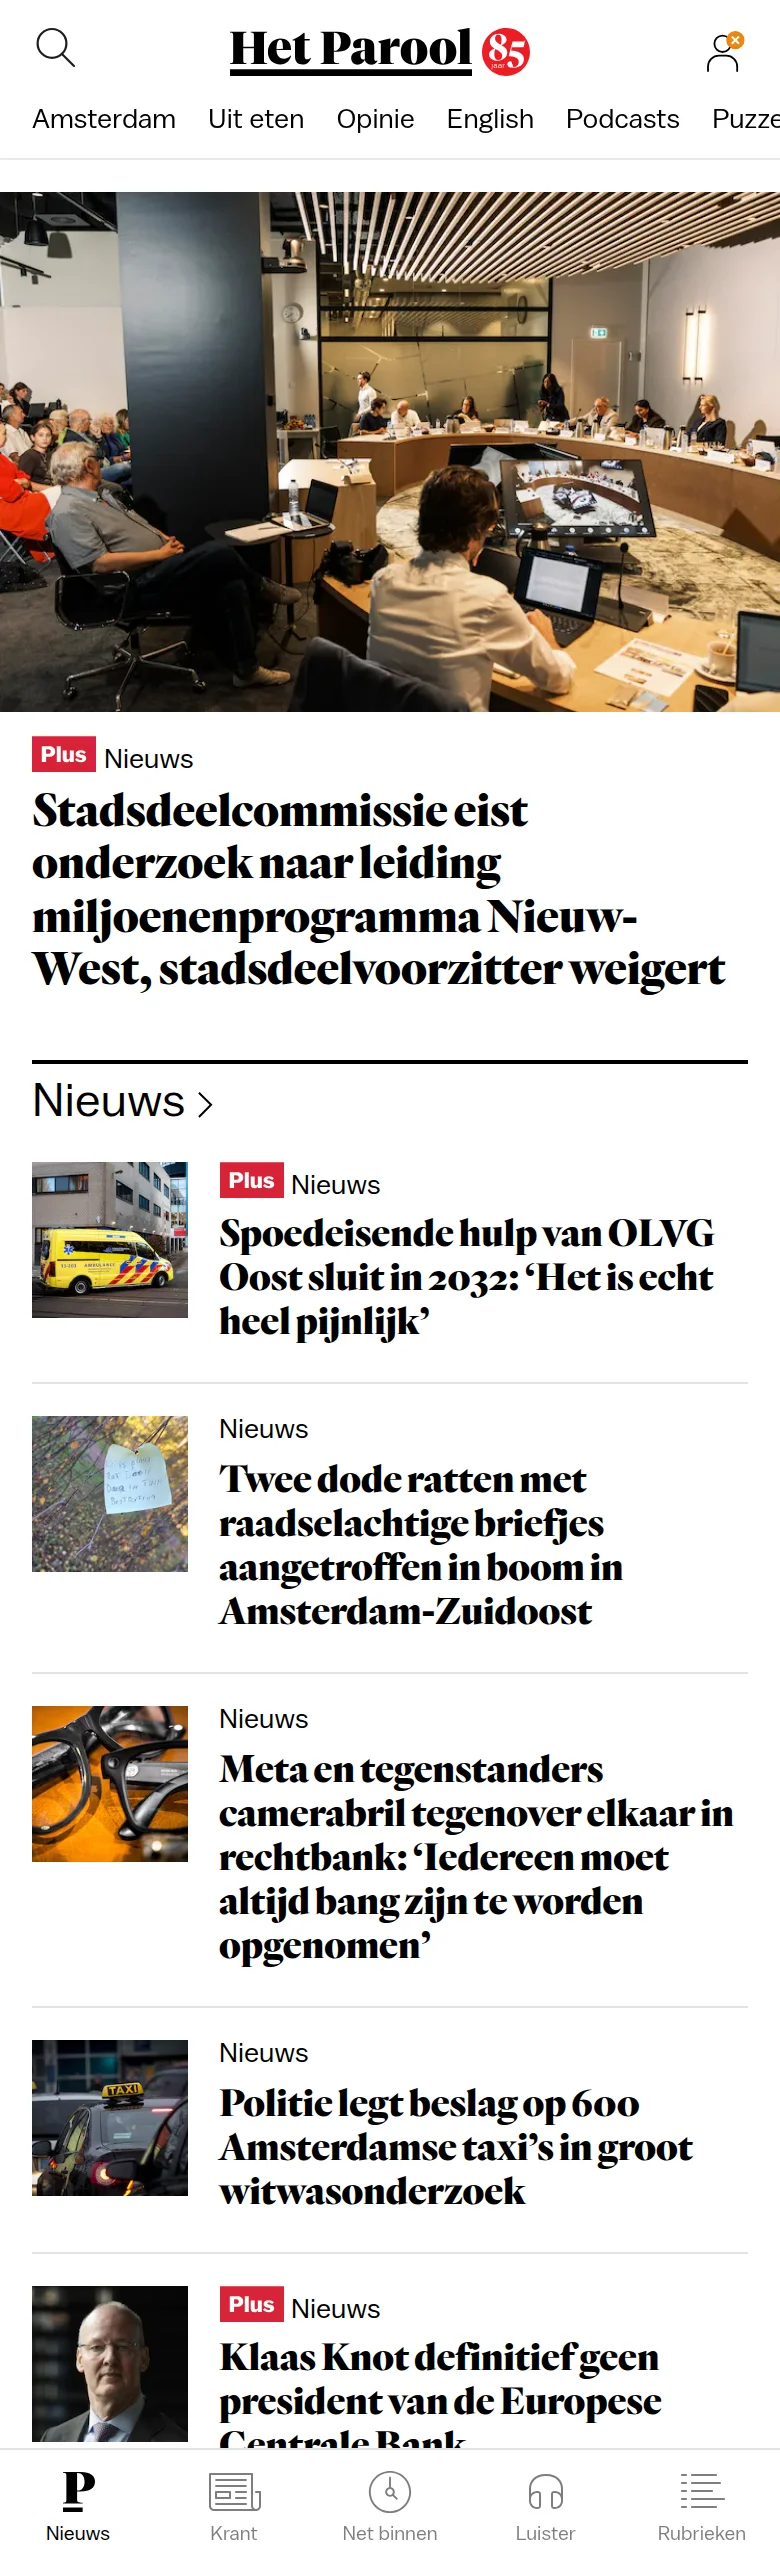 Het Parool 85 jaar
Amsterdam Uit eten Opinie English Podcasts Puzze
Plus Nieuws
Stadsdeelcommissie eist
onderzoek naar leiding
miljoenenprogramma Nieuw-
West, stadsdeelvoorzitter weigert
Nieuws
Plus Nieuws
Spoedeisende hulp van OLVG
Oost sluit in 2032: ‘Het is echt
heel pijnlijk’
Nieuws
Twee dode ratten met
raadselachtige briefjes
aangetroffen in boom in
Amsterdam-Zuidoost
Nieuws
Meta en tegenstanders
camerabril tegenover elkaar in
rechtbank: ‘Iedereen moet
altijd bang zijn te worden
opgenomen’
TAXI
Nieuws
Politie legt beslag op 600
Amsterdamse taxi’s in groot
witwasonderzoek
Plus Nieuws
Klaas Knot definitief geen
president van de Europese
Centrale Bank
P
Nieuws Krant Net binnen Luister Rubrieken